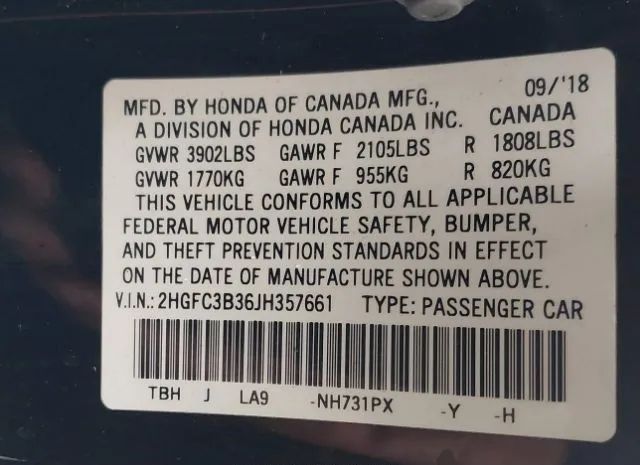 09/'18
MFD. BY HONDA OF CANADA MFG.,
A DIVISION OF HONDA CANADA INC. CANADA
GVWR 3902LBS GAWR F 2105LBS R 1808LBS
GVWR 1770KG GAWR F 955KG R 820KG
THIS VEHICLE CONFORMS TO ALL APPLICABLE
FEDERAL MOTOR VEHICLE SAFETY, BUMPER,
AND THEFT PREVENTION STANDARDS IN EFFECT
ON THE DATE OF MANUFACTURE SHOWN ABOVE.
V.I.N.: 2HGFC3B36JH357661 TYPE: PASSENGER CAR
TBH J LA9 -NH731PX -Y -H